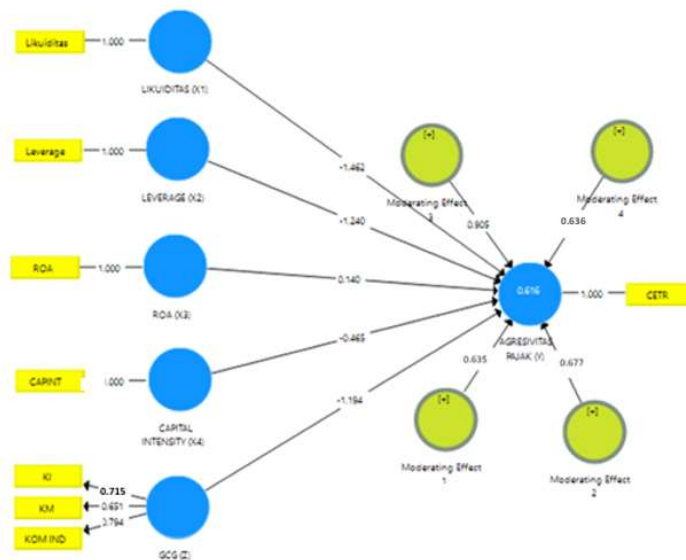 Likuiditas
1.000
LIKUIDITAS (X1)
Leverage
1.000
LEVERAGE (X2)
ROA
1.000
ROA (X3)
CAPINT
.000
CAPITAL
INTENSITY (X4)
KI
KM
KOM IND
0.715
0.651
0.794
GCG (Z)
-1.462
-1.240
0.140
-0.465
-1.194
[+]
Moderating Effect
3
0.905
[+]
Moderating Effect
4
0.636
0.616
AGRESIVITAS
PAJAK (Y)
1.000
CETR
0.635
[+]
Moderating Effect
1
0.677
[+]
Moderating Effect
2